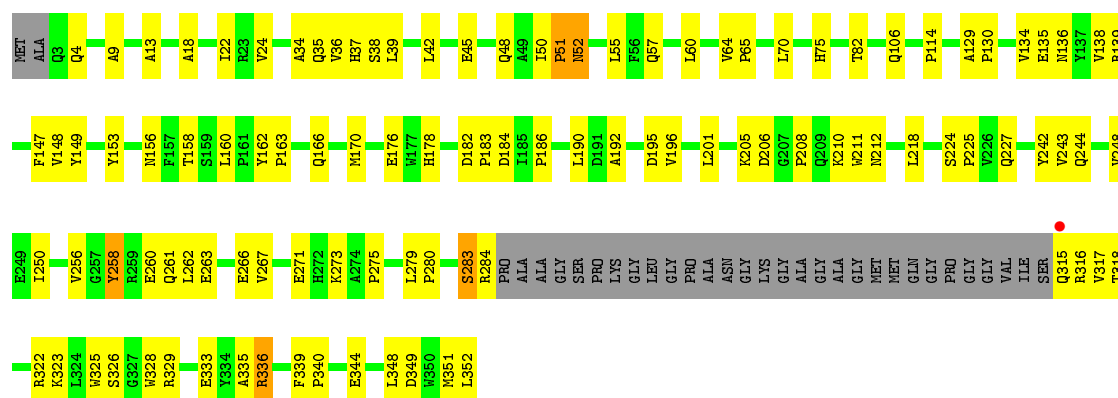 MET ALA Q3 Q4 A9 A13 A18 I22 R23 V24 A34 Q35 V36 H37 S38 L39 L42 E45 Q48 A49 I50 P51 N52 L55 F56 Q57 L60 V64 P65 L70 H75 T82 Q106 P114 A129 P130 V134 E135 N136 Y137 V138 R139
F147 V148 Y149 Y153 N156 F157 T158 S159 L160 P161 Y162 P163 Q166 M170 E176 W177 H178 D182 P183 D184 I185 P186 L190 D191 A192 D195 V196 L201 K205 D206 G207 P208 Q209 K210 W211 N212 L218 S224 P225 V226 Q227 Y242 V243 Q244 V248
E249 I250 V256 G257 Y258 R259 E260 Q261 L262 E263 E266 V267 E271 H272 K273 A274 P275 L279 P280 S283 R284 PRO ALA ALA GLY SER PRO LYS GLY LEU GLY PRO ALA ASN GLY LYS GLY ALA GLY ALA MET MET GLN GLY PRO GLY GLY VAL ILE SER Q315 R316 V317 T318
R322 K323 L324 W325 S326 G327 W328 R329 E333 Y334 A335 R336 F339 P340 E344 L348 D349 W350 M351 L352